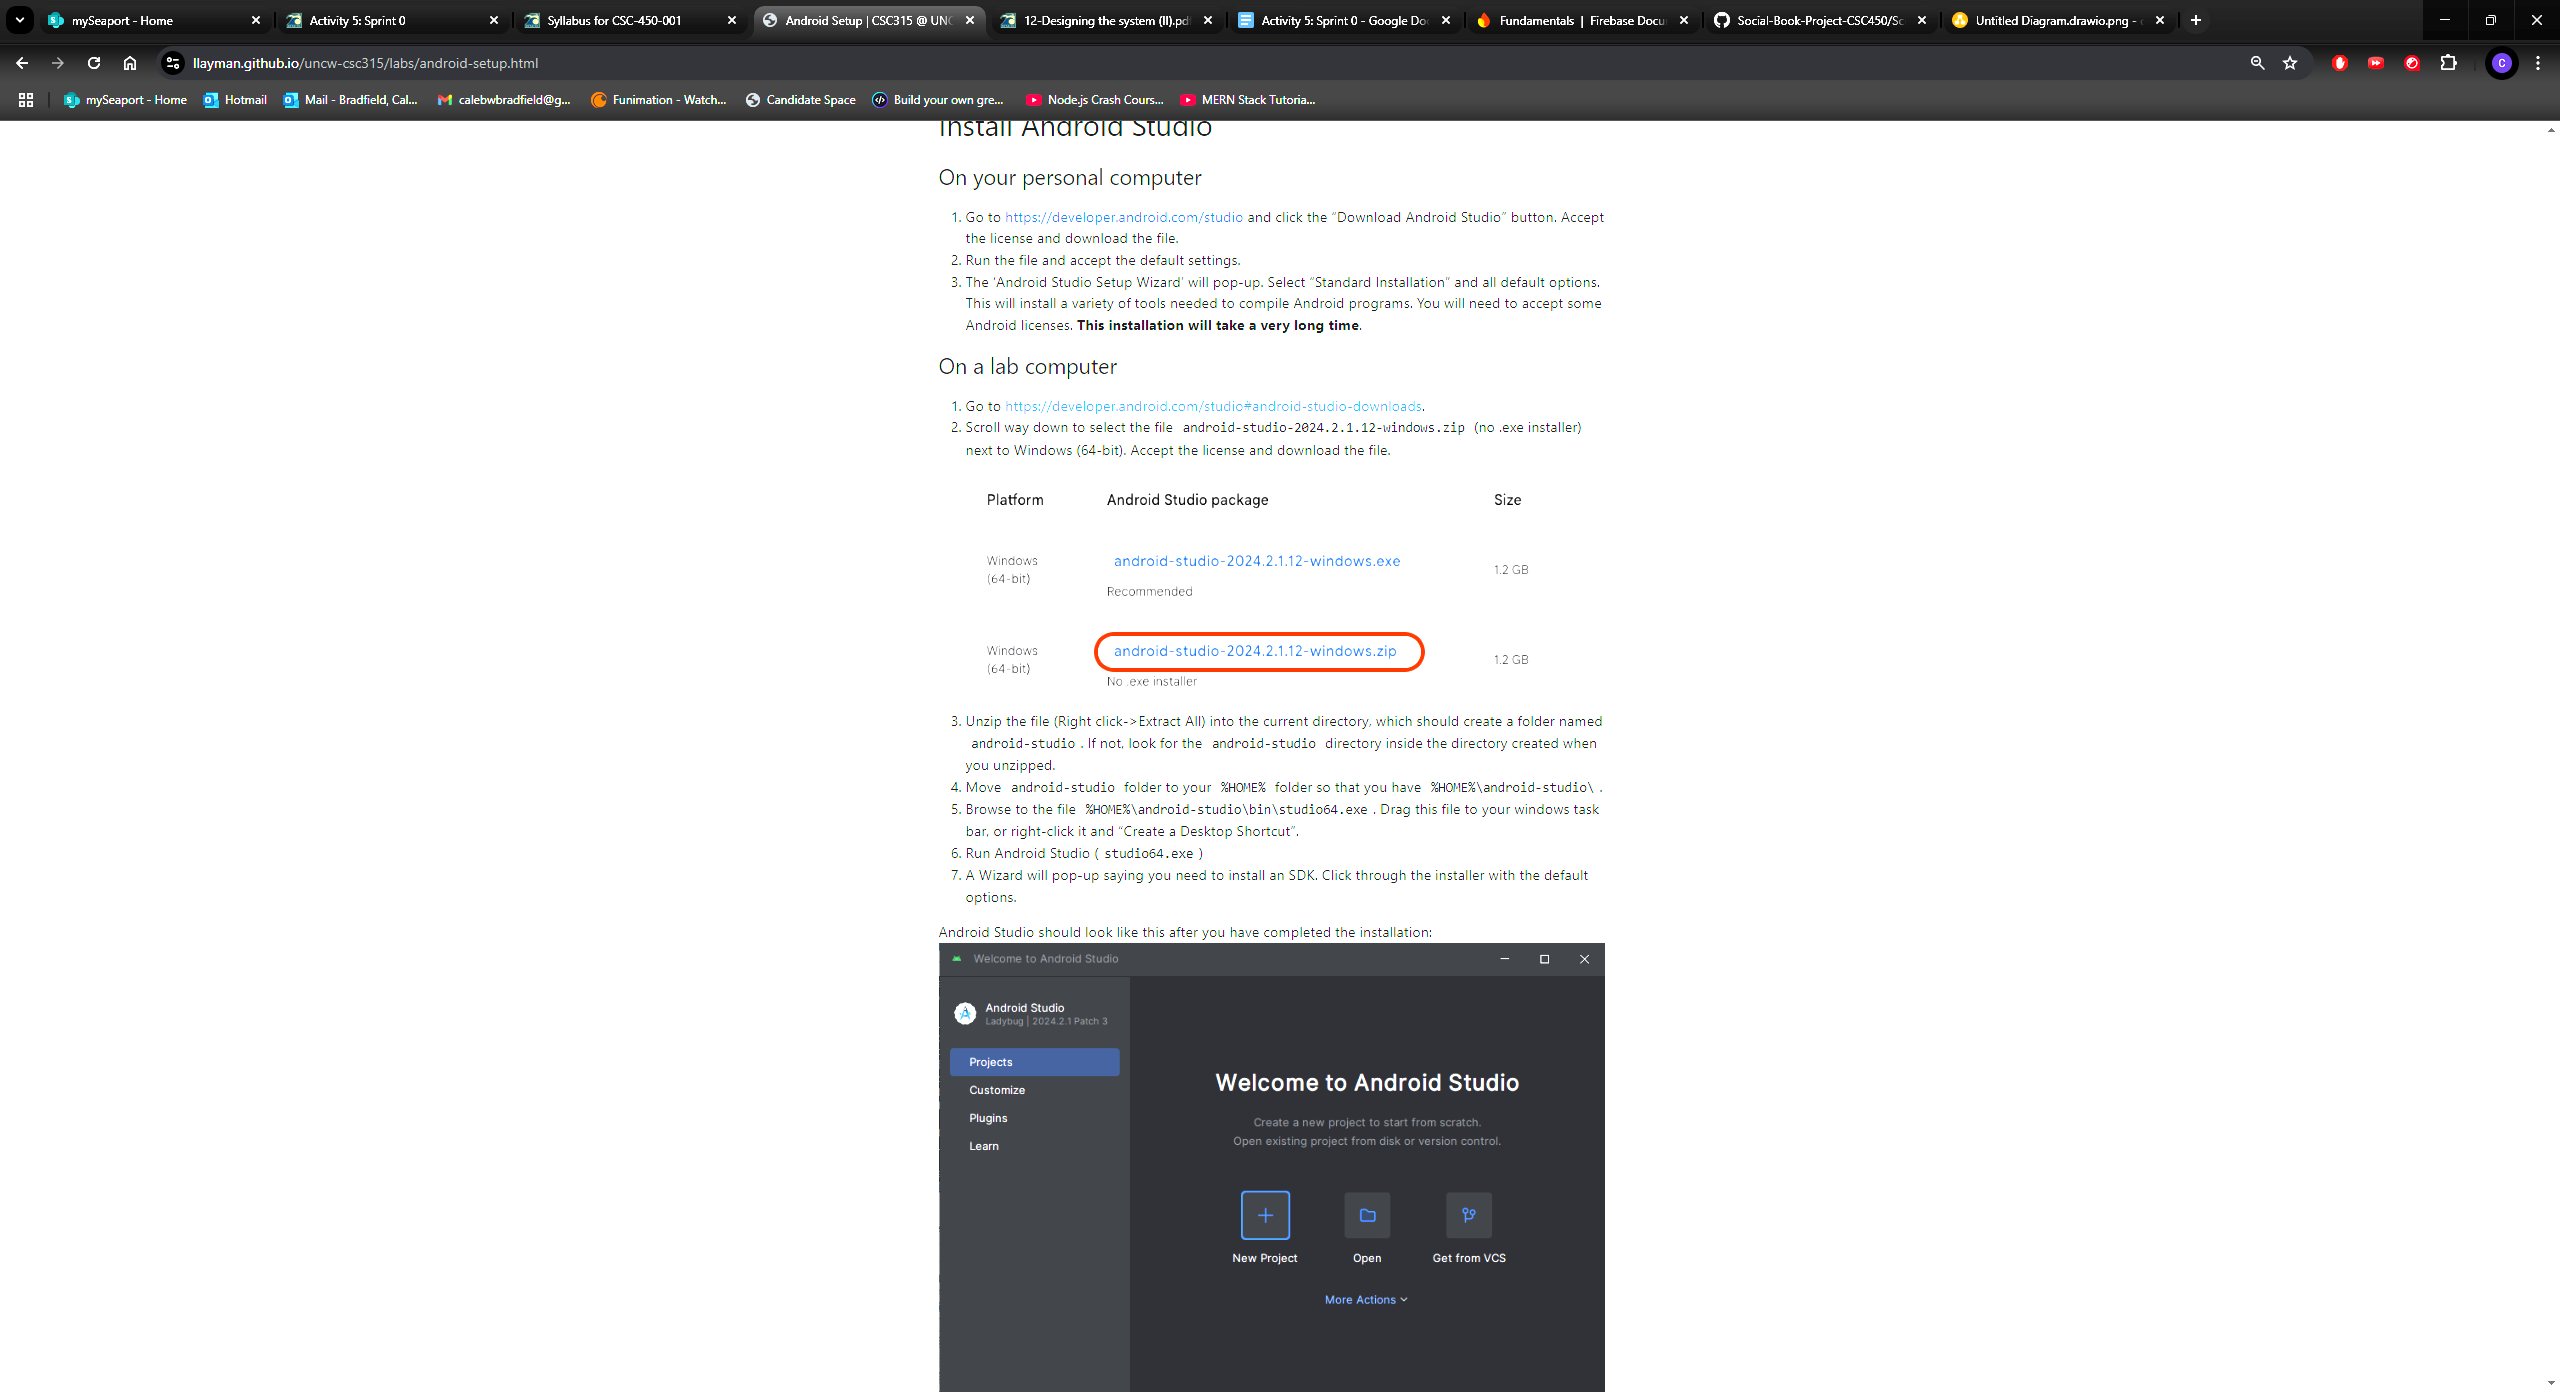 mySeaport - Home
Activity 5: Sprint 0
Syllabus for CSC-450-001
Android Setup | CSC315 @ UNC
12-Designing the system (II).pdf
Activity 5: Sprint 0 - Google Doc
Fundamentals | Firebase Docu
Social-Book-Project-CSC450/Sc
Untitled Diagram.drawio.png -
llayman.github.io/uncw-csc315/labs/android-setup.html
C
mySeaport - Home
Hotmail
Mail - Bradfield, Cal...
calebwbradfield@g...
Funimation - Watch...
Candidate Space
Build your own gre...
Node.js Crash Cours...
MERN Stack Tutoria...
Install Android Studio
On your personal computer
1. Go to https://developer.android.com/studio and click the “Download Android Studio” button. Accept
the license and download the file.
2. Run the file and accept the default settings.
3. The ‘Android Studio Setup Wizard’ will pop-up. Select “Standard Installation” and all default options.
This will install a variety of tools needed to compile Android programs. You will need to accept some
Android licenses. This installation will take a very long time.
On a lab computer
1. Go to https://developer.android.com/studio#android-studio-downloads.
2. Scroll way down to select the file android-studio-2024.2.1.12-windows.zip (no .exe installer)
next to Windows (64-bit). Accept the license and download the file.
Platform Android Studio package Size
Windows
(64-bit)
android-studio-2024.2.1.12-windows.exe
1.2 GB
Recommended
Windows
(64-bit)
android-studio-2024.2.1.12-windows.zip
1.2 GB
No .exe installer
3. Unzip the file (Right click->Extract All) into the current directory, which should create a folder named
android-studio . If not, look for the android-studio directory inside the directory created when
you unzipped.
4. Move android-studio folder to your %HOME% folder so that you have %HOME%\android-studio\ .
5. Browse to the file %HOME%\android-studio\bin\studio64.exe . Drag this file to your windows task
bar, or right-click it and “Create a Desktop Shortcut”.
6. Run Android Studio ( studio64.exe )
7. A Wizard will pop-up saying you need to install an SDK. Click through the installer with the default
options.
Android Studio should look like this after you have completed the installation:
Welcome to Android Studio
Android Studio
Ladybug | 2024.2.1 Patch 3
Projects
Customize
Plugins
Learn
Welcome to Android Studio
Create a new project to start from scratch.
Open existing project from disk or version control.
New Project
Open
Get from VCS
More Actions